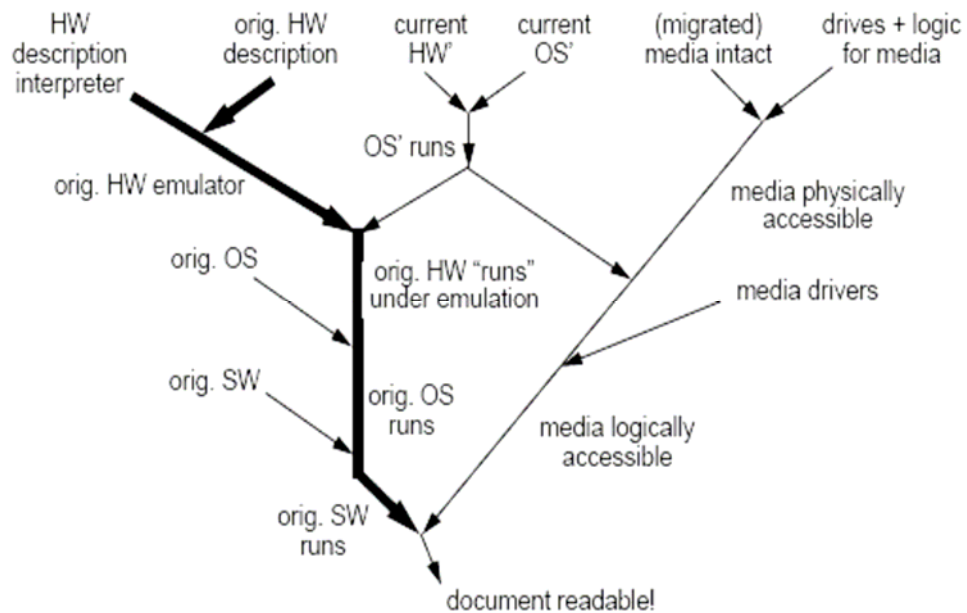 HW
description
interpreter
orig. HW
description
current
HW’
current
OS’
(migrated)
media intact
drives + logic
for media
OS’ runs
orig. HW emulator
media physically
accessible
orig. OS
orig. HW “runs”
under emulation
media drivers
orig. SW
orig. OS
runs
media logically
accessible
orig. SW
runs
document readable!